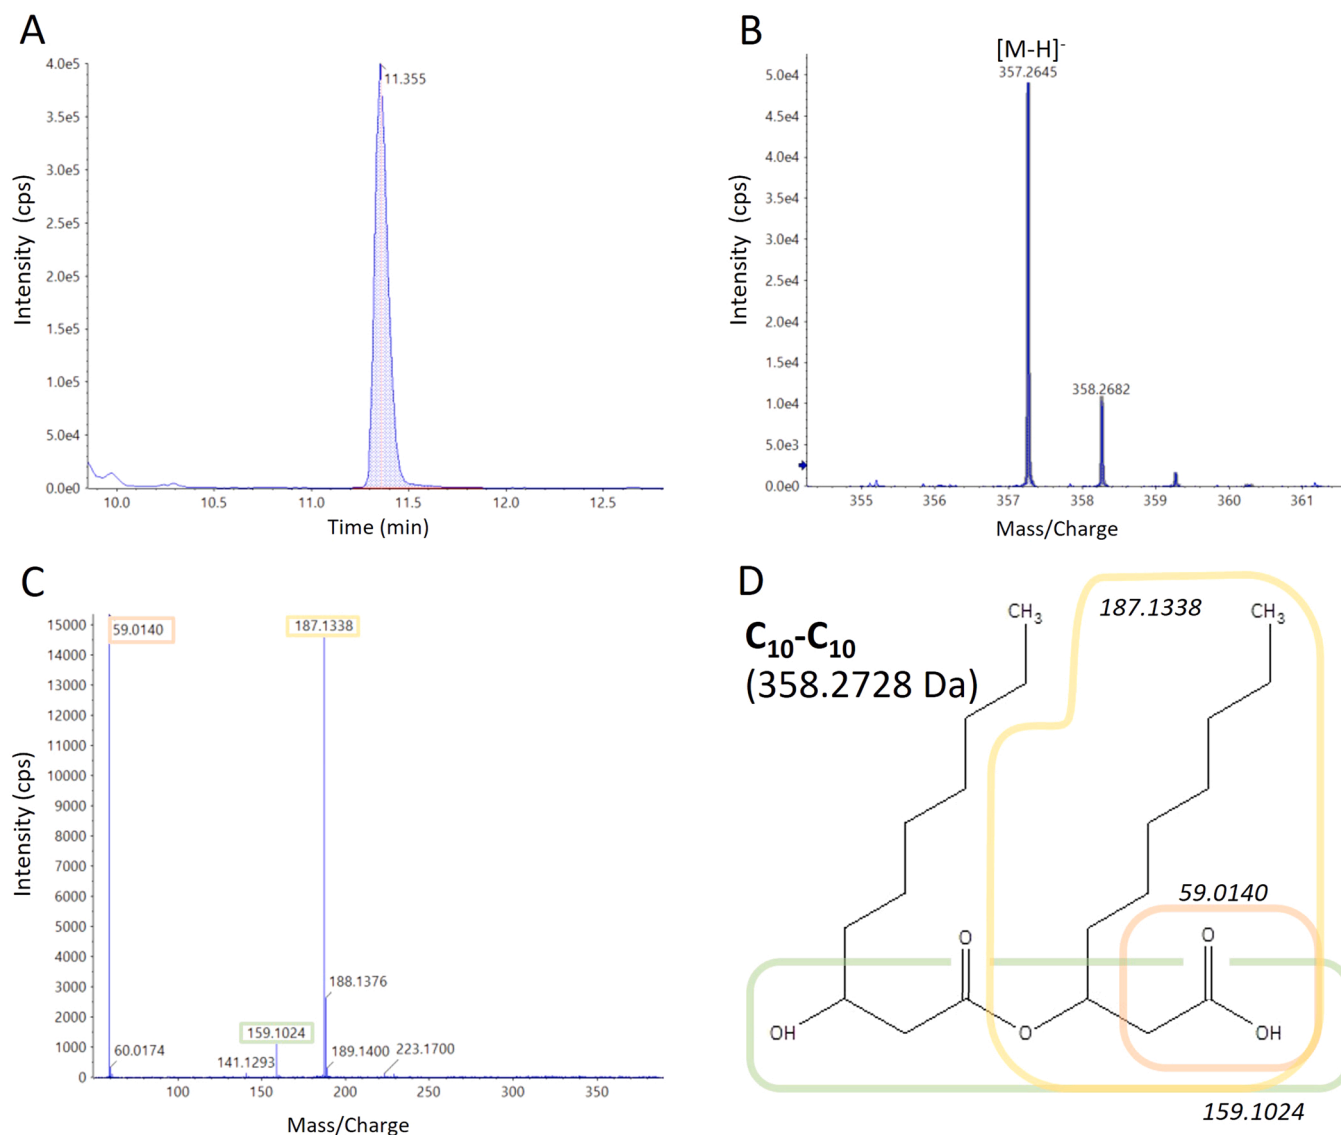 A
4.0e5
11.355
3.5e5
3.0e5
2.5e5
2.0e5
1.5e5
1.0e5
5.0e4
0.0e0
10.0 10.5 11.0 11.5 12.0 12.5
Time (min)
Intensity (cps)
B
[M-H]-
357.2645
5.0e4
4.5e4
4.0e4
3.5e4
3.0e4
2.5e4
2.0e4
1.5e4
358.2682
1.0e4
5.0e3
0.0e0
355 356 357 358 359 360 361
Mass/Charge
Intensity (cps)
C
15000
59.0140
187.1338
14000
13000
12000
11000
10000
9000
8000
7000
6000
5000
4000
3000
188.1376
2000
159.1024
1000
60.0174
141.1293
189.1400
223.1700
0
100 150 200 250 300 350
Mass/Charge
Intensity (cps)
D
187.1338
CH3
CH3
C10-C10
(358.2728 Da)
59.0140
O
O
OH
O
OH
159.1024